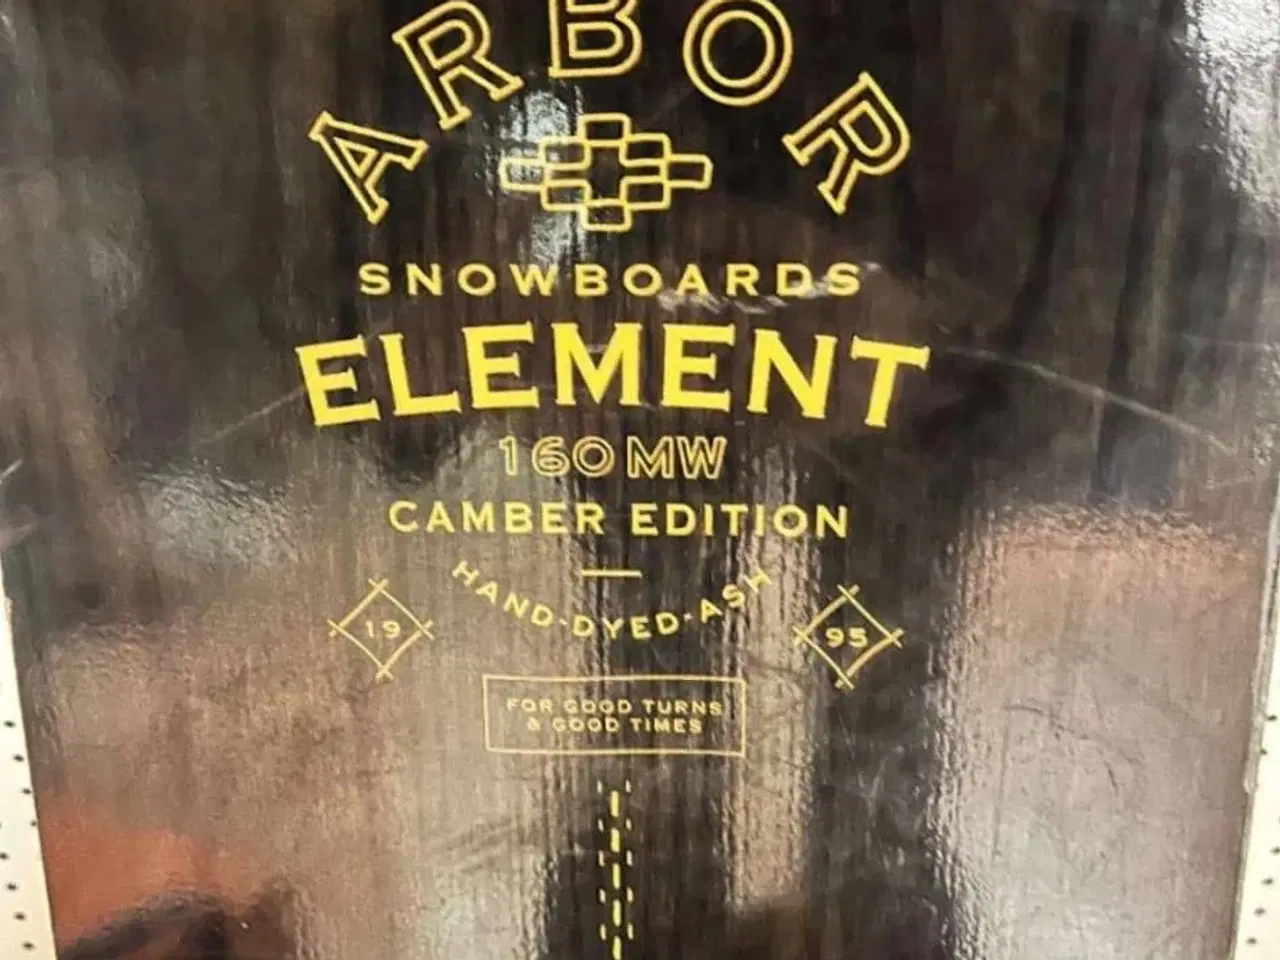 ARBOR
SNOWBOARDS
ELEMENT
160 MW
CAMBER EDITION
HAND-DYED-ASH
19 95
FOR GOOD TURNS
& GOOD TIMES